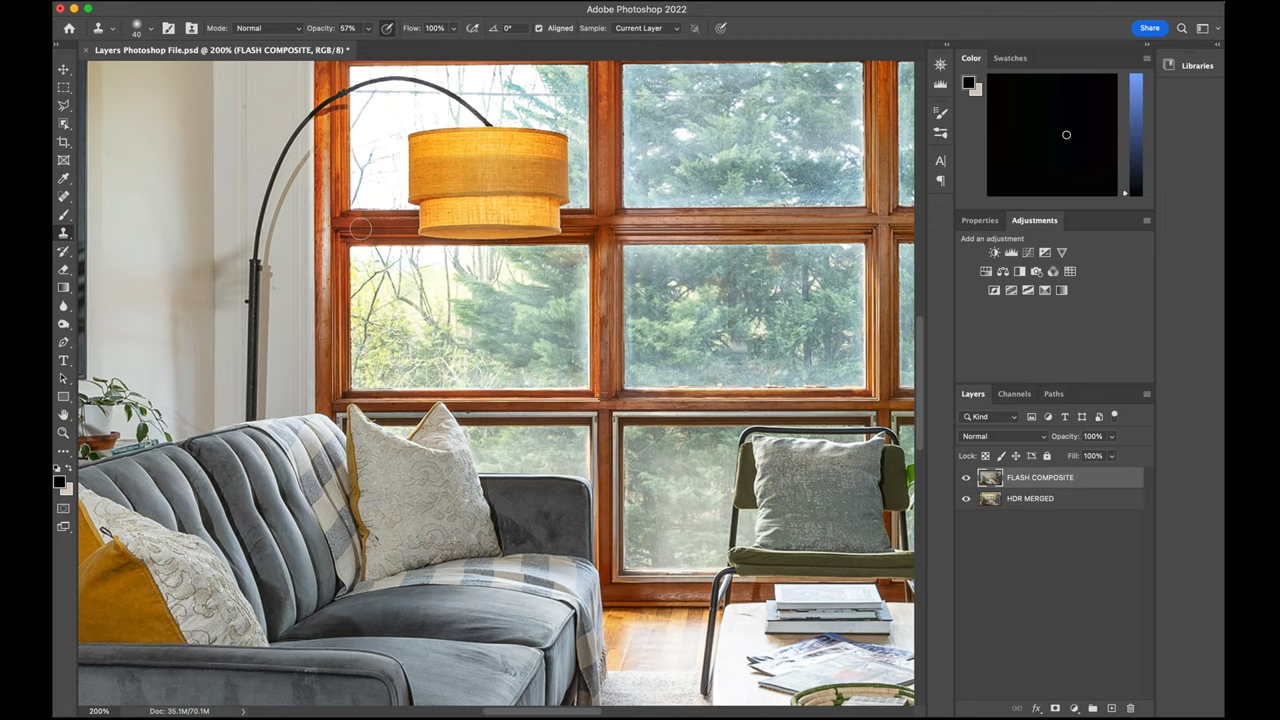 Adobe Photoshop 2022
40
Mode: Normal
Opacity: 57%
Flow: 100%
0°
Aligned
Sample: Current Layer
Share
Layers Photoshop File.psd @ 200% (FLASH COMPOSITE, RGB/8) *
Color
Swatches
Libraries
Properties
Adjustments
Add an adjustment
Layers
Channels
Paths
Kind
Normal
Opacity: 100%
Lock:
Fill: 100%
FLASH COMPOSITE
HDR MERGED
200%
Doc: 35.1M/70.1M